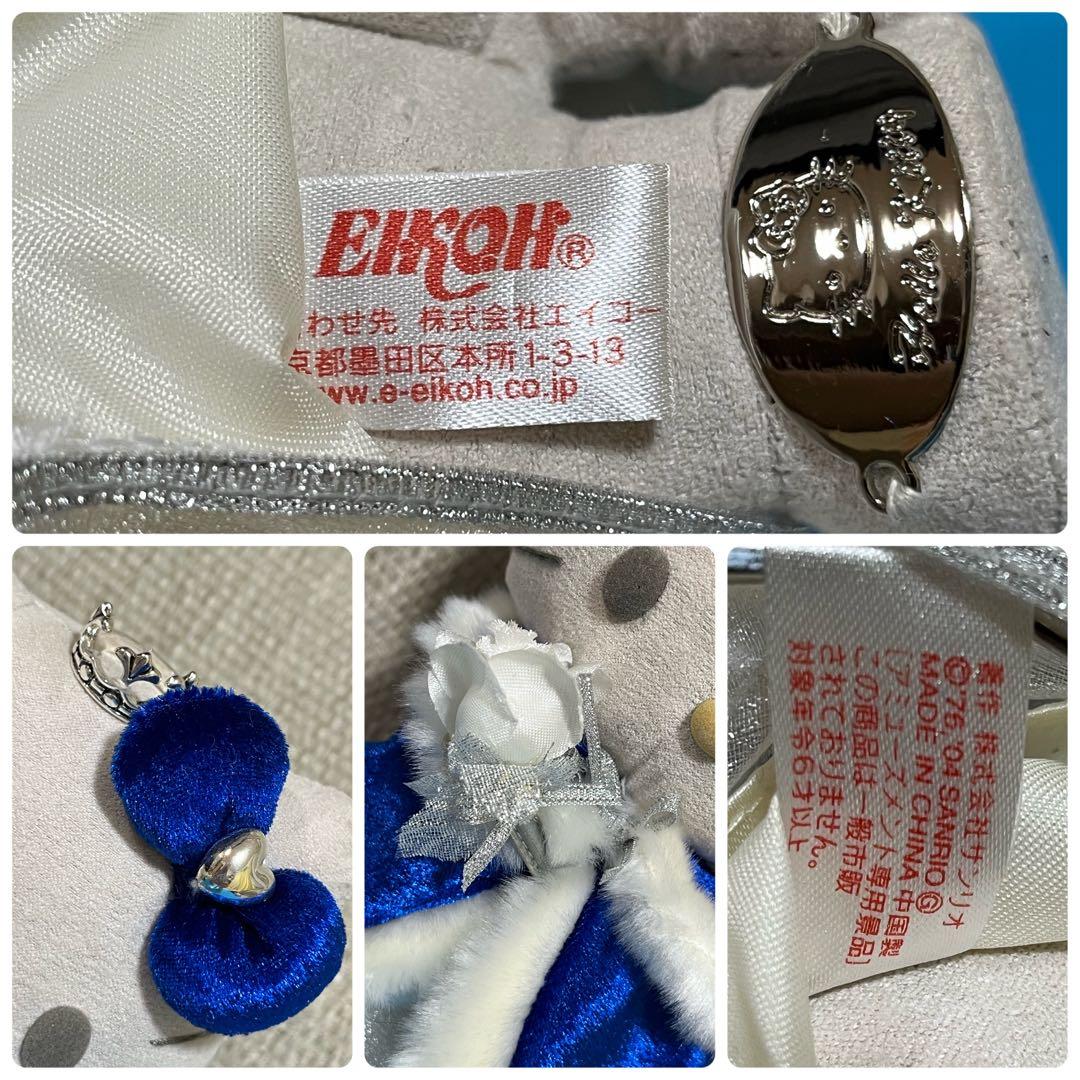 EIKOH®
わせ先 株式会社エイコー
京都墨田区本所1-3-13
www.e-eikoh.co.jp
Hello Kitty
著作 株式会社サンリオ
©'76,'04 SANRIO Ⓖ
MADE IN CHINA 中国製
[アミューズメント専用景品]
この商品は一般市販
されておりません。
対象年令6才以上